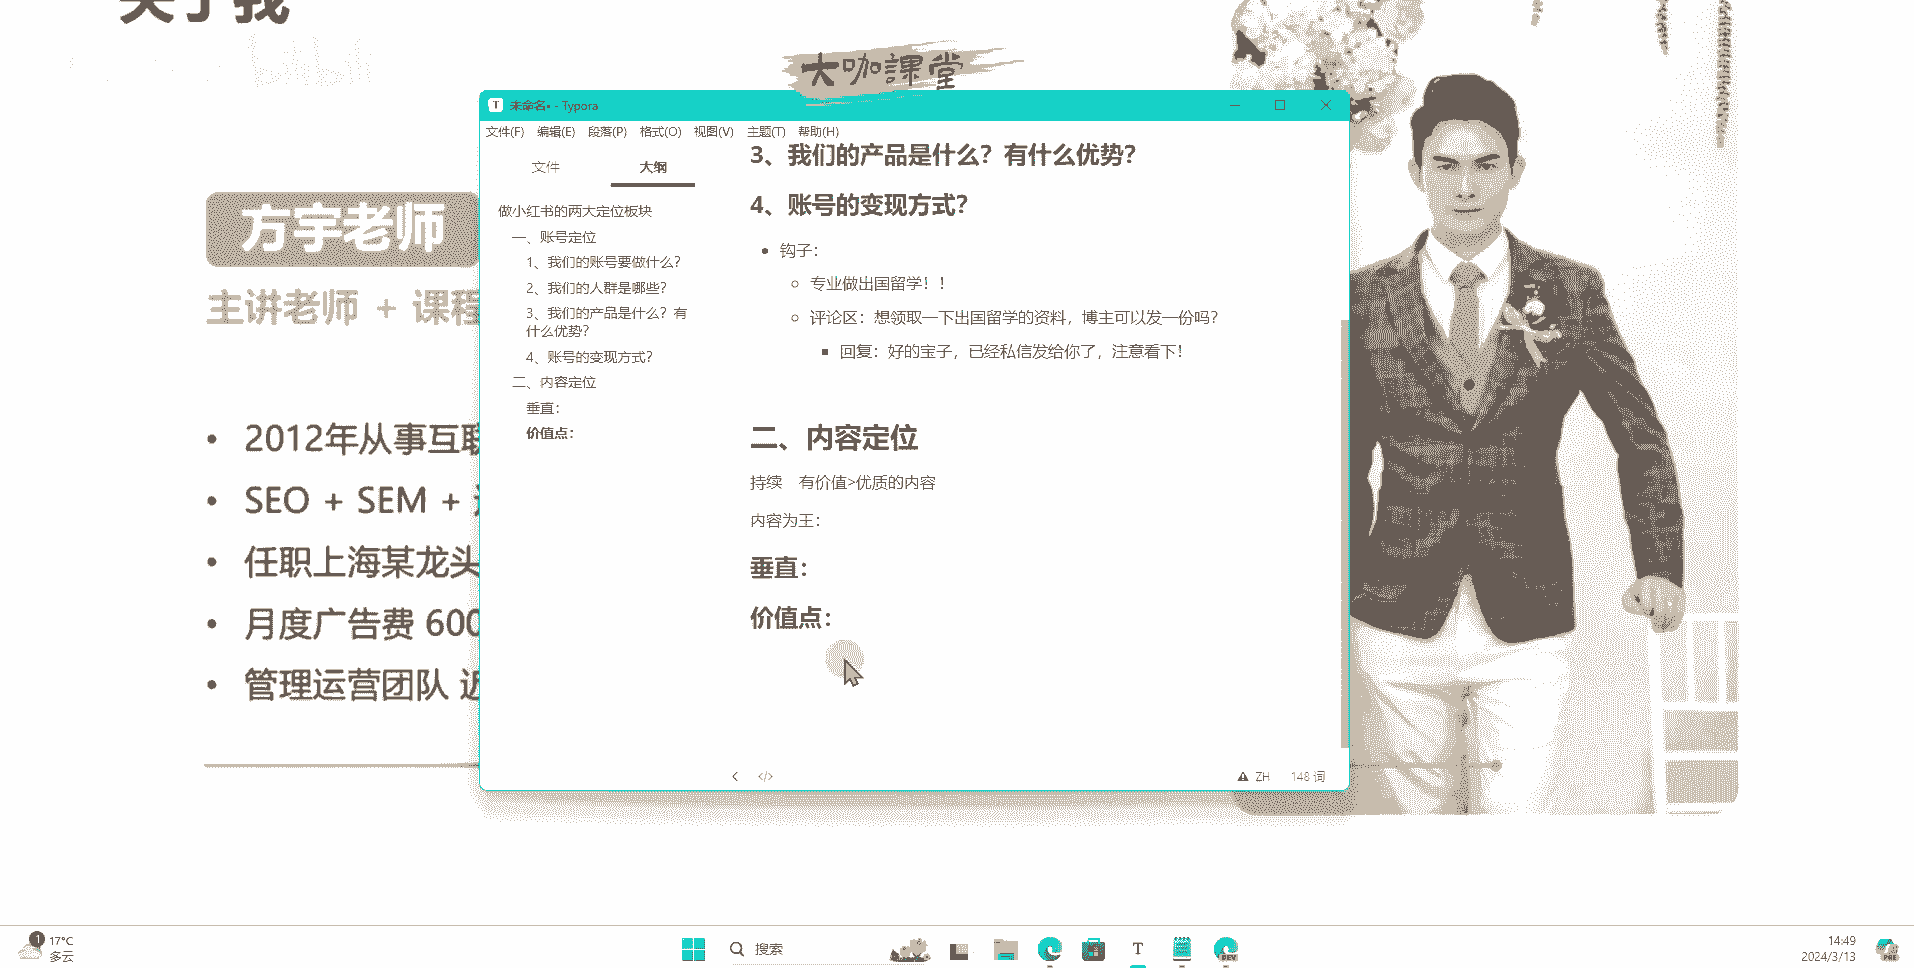 关于我
bilibili
大咖課堂
方宇老师
主讲老师 + 课程
2012年从事互联
SEO + SEM +
任职上海某龙头
月度广告费 600
管理运营团队 近
T 未命名• - Typora
文件(F) 编辑(E) 段落(P) 格式(O) 视图(V) 主题(T) 帮助(H)
文件 大纲
做小红书的两大定位板块
一、账号定位
1、我们的账号要做什么？
2、我们的人群是哪些？
3、我们的产品是什么？有
什么优势？
4、账号的变现方式？
二、内容定位
垂直：
价值点：
3、我们的产品是什么？有什么优势？
4、账号的变现方式？
钩子：
专业做出国留学！！
评论区：想领取一下出国留学的资料，博主可以发一份吗？
回复：好的宝子，已经私信发给你了，注意看下！
二、内容定位
持续 有价值>优质的内容
内容为王：
垂直：
价值点：
</> ZH 148 词
1 17°C
多云
搜索
T
DEV
14:49
2024/3/13
PRE